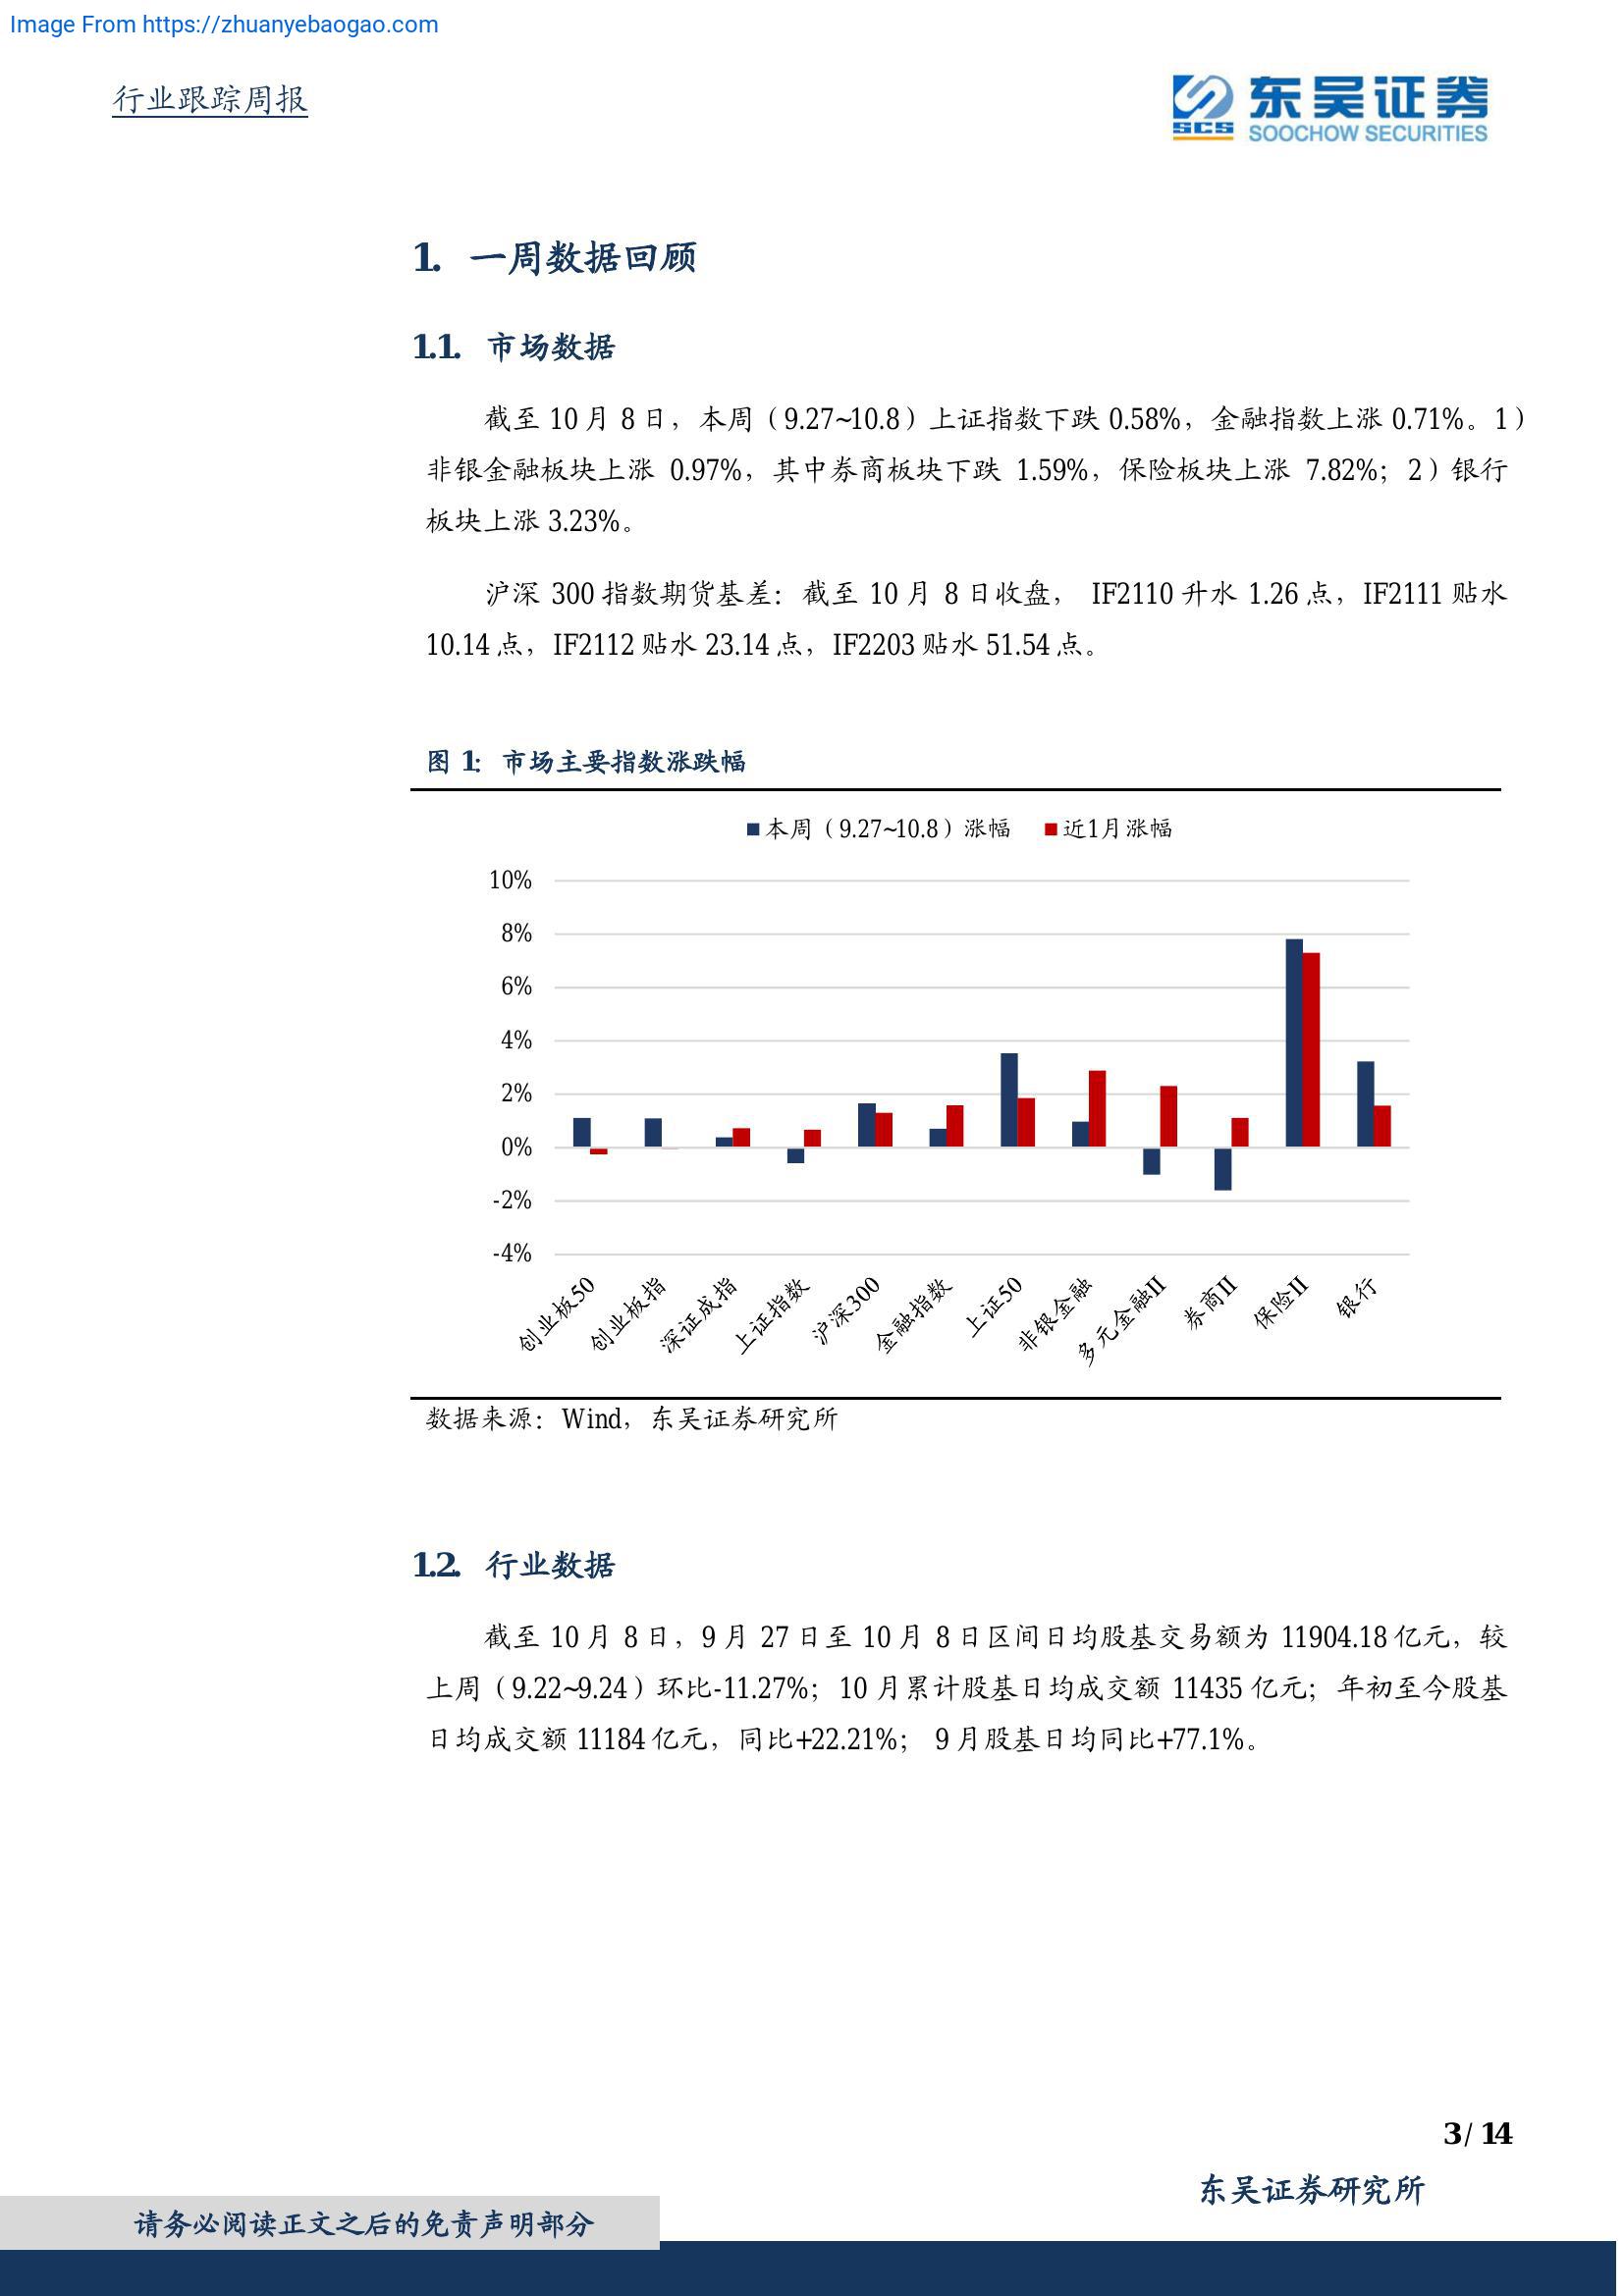 Image From https://zhuanyebaogao.com
行业跟踪周报
SCS
东吴证券
SOOCHOW SECURITIES
1. 一周数据回顾
1.1. 市场数据
截至 10 月 8 日，本周（9.27~10.8）上证指数下跌 0.58%，金融指数上涨 0.71%。1）
非银金融板块上涨 0.97%，其中券商板块下跌 1.59%，保险板块上涨 7.82%；2）银行
板块上涨 3.23%。
沪深 300 指数期货基差：截至 10 月 8 日收盘， IF2110 升水 1.26 点，IF2111 贴水
10.14 点，IF2112 贴水 23.14 点，IF2203 贴水 51.54 点。
图 1： 市场主要指数涨跌幅
本周（9.27~10.8）涨幅 近1月涨幅
10%
8%
6%
4%
2%
0%
-2%
-4%
创业板50 创业板指 深证成指 上证指数 沪深300 金融指数 上证50 非银金融 多元金融II 券商II 保险II 银行
数据来源：Wind，东吴证券研究所
1.2. 行业数据
截至 10 月 8 日，9 月 27 日至 10 月 8 日区间日均股基交易额为 11904.18 亿元，较
上周（9.22~9.24）环比-11.27%；10 月累计股基日均成交额 11435 亿元；年初至今股基
日均成交额 11184 亿元，同比+22.21%； 9 月股基日均同比+77.1%。
3 / 14
东吴证券研究所
请务必阅读正文之后的免责声明部分